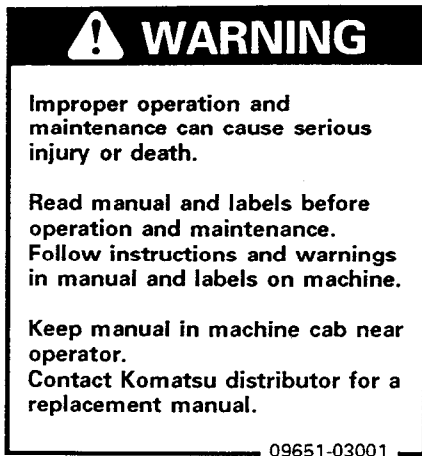 WARNING
Improper operation and
maintenance can cause serious
injury or death.
Read manual and labels before
operation and maintenance.
Follow instructions and warnings
in manual and labels on machine.
Keep manual in machine cab near
operator.
Contact Komatsu distributor for a
replacement manual.
09651-03001